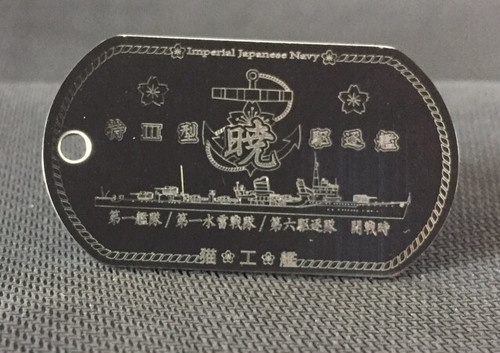 Imperial Japanese Navy
特III型 暁 駆逐艦
第一艦隊/第一水雷戦隊/第六駆逐隊 開戦時
猫工艦